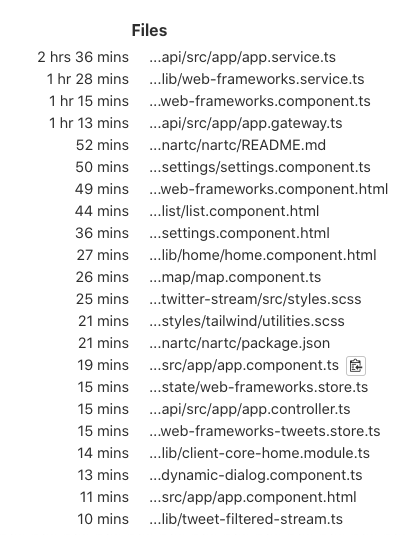 Files
2 hrs 36 mins ...api/src/app/app.service.ts
1 hr 28 mins ...lib/web-frameworks.service.ts
1 hr 15 mins ...web-frameworks.component.ts
1 hr 13 mins ...api/src/app/app.gateway.ts
52 mins ...nartc/nartc/README.md
50 mins ...settings/settings.component.ts
49 mins ...web-frameworks.component.html
44 mins ...list/list.component.html
36 mins ...settings.component.html
27 mins ...lib/home/home.component.html
26 mins ...map/map.component.ts
25 mins ...twitter-stream/src/styles.scss
21 mins ...styles/tailwind/utilities.scss
21 mins ...nartc/nartc/package.json
19 mins ...src/app/app.component.ts
15 mins ...state/web-frameworks.store.ts
15 mins ...api/src/app/app.controller.ts
15 mins ...web-frameworks-tweets.store.ts
14 mins ...lib/client-core-home.module.ts
13 mins ...dynamic-dialog.component.ts
11 mins ...src/app/app.component.html
10 mins ...lib/tweet-filtered-stream.ts